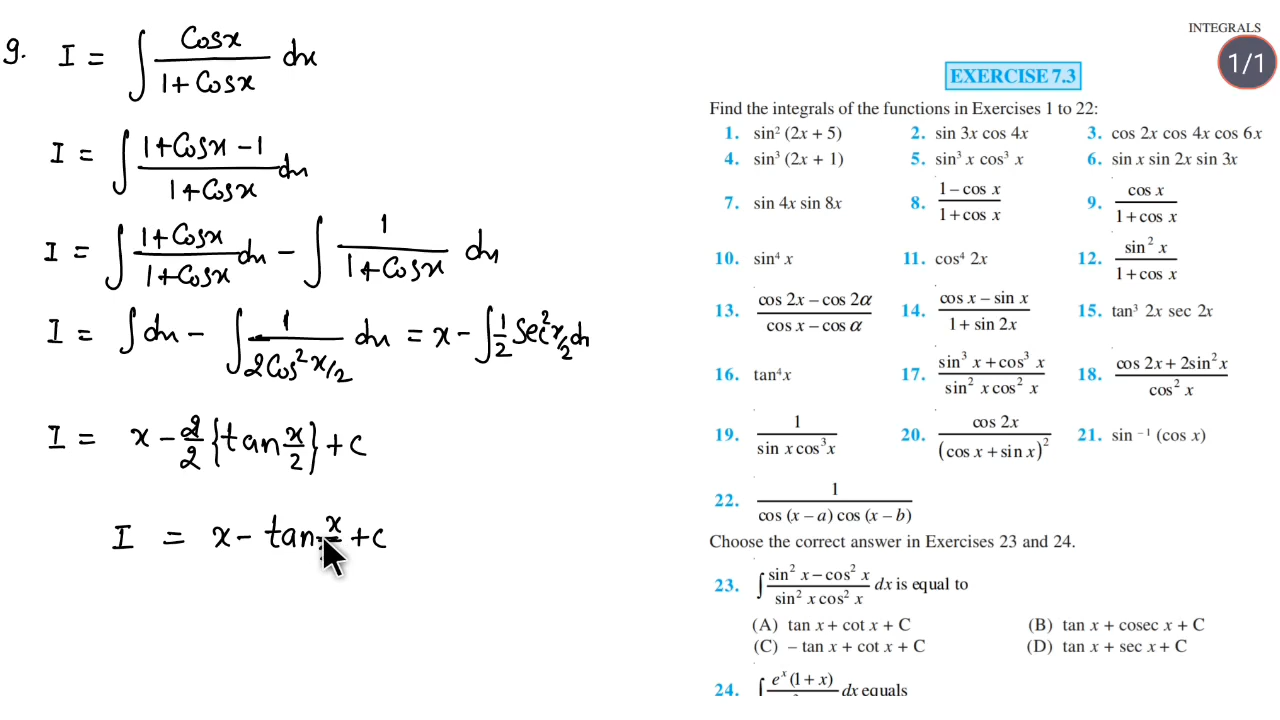 9. I = ∫ Cosx / (1 + Cosx) dx
I = ∫ (1 + Cosx − 1) / (1 + Cosx) dx
I = ∫ (1 + Cosx) / (1 + Cosx) dx − ∫ 1 / (1 + Cosx) dx
I = ∫ dx − ∫ 1 / (2 Cos² x/2) dx = x − ∫ 1/2 Sec² x/2 dx
I = x − 2/2 {tan x/2} + c
I = x − tan x/ + c
INTEGRALS
1/1
EXERCISE 7.3
Find the integrals of the functions in Exercises 1 to 22:
1. sin² (2x + 5) 2. sin 3x cos 4x 3. cos 2x cos 4x cos 6x
4. sin³ (2x + 1) 5. sin³ x cos³ x 6. sin x sin 2x sin 3x
7. sin 4x sin 8x 8. (1 − cos x) / (1 + cos x) 9. cos x / (1 + cos x)
10. sin⁴ x 11. cos⁴ 2x 12. sin² x / (1 + cos x)
13. (cos 2x − cos 2α) / (cos x − cos α) 14. (cos x − sin x) / (1 + sin 2x) 15. tan³ 2x sec 2x
16. tan⁴x 17. (sin³ x + cos³ x) / (sin² x cos² x) 18. (cos 2x + 2sin² x) / cos² x
19. 1 / (sin x cos³x) 20. cos 2x / (cos x + sin x)² 21. sin ⁻¹ (cos x)
22. 1 / (cos (x − a) cos (x − b))
Choose the correct answer in Exercises 23 and 24.
23. ∫ (sin² x − cos² x) / (sin² x cos² x) dx is equal to
(A) tan x + cot x + C (B) tan x + cosec x + C
(C) – tan x + cot x + C (D) tan x + sec x + C
24. ∫ eˣ (1 + x) / dx equals